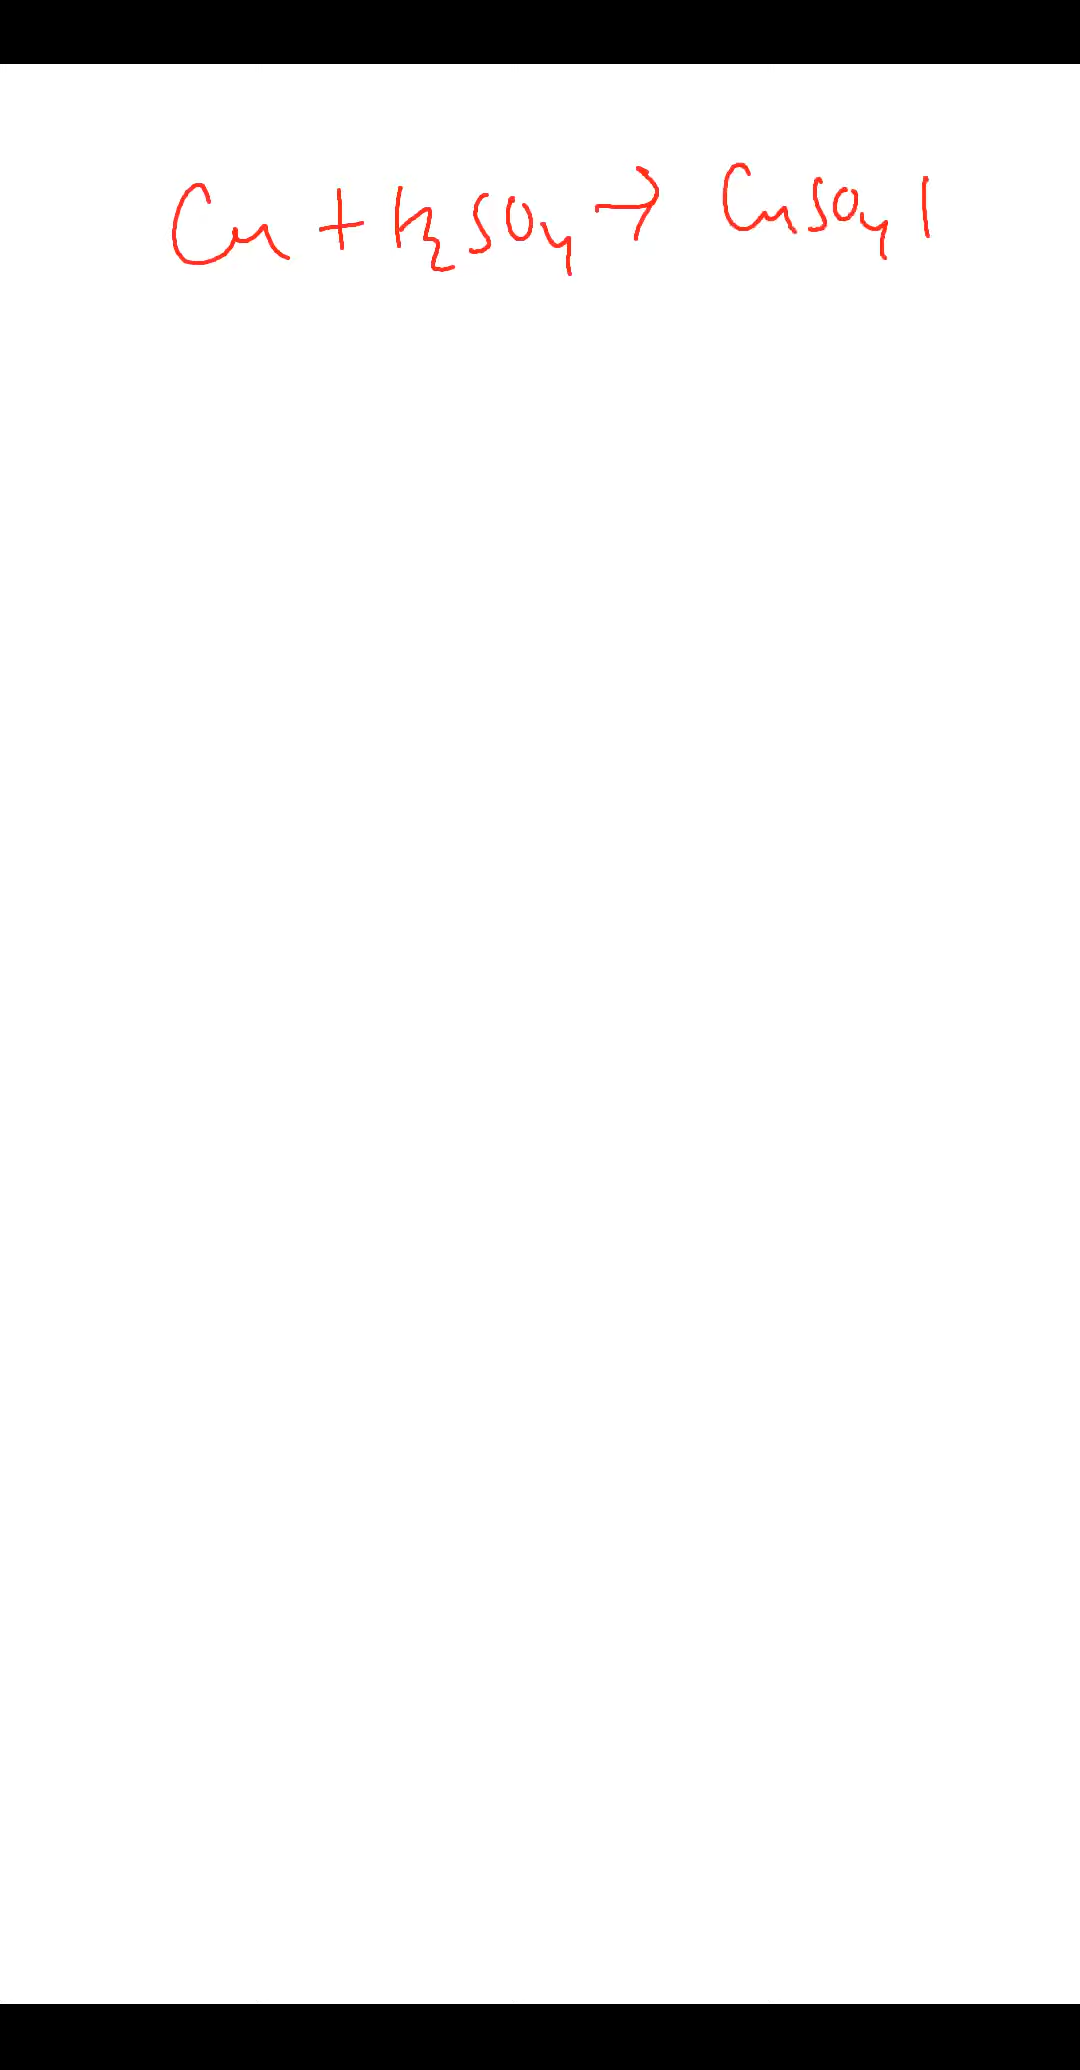 Cu + H₂SO₄ → CuSO₄ |